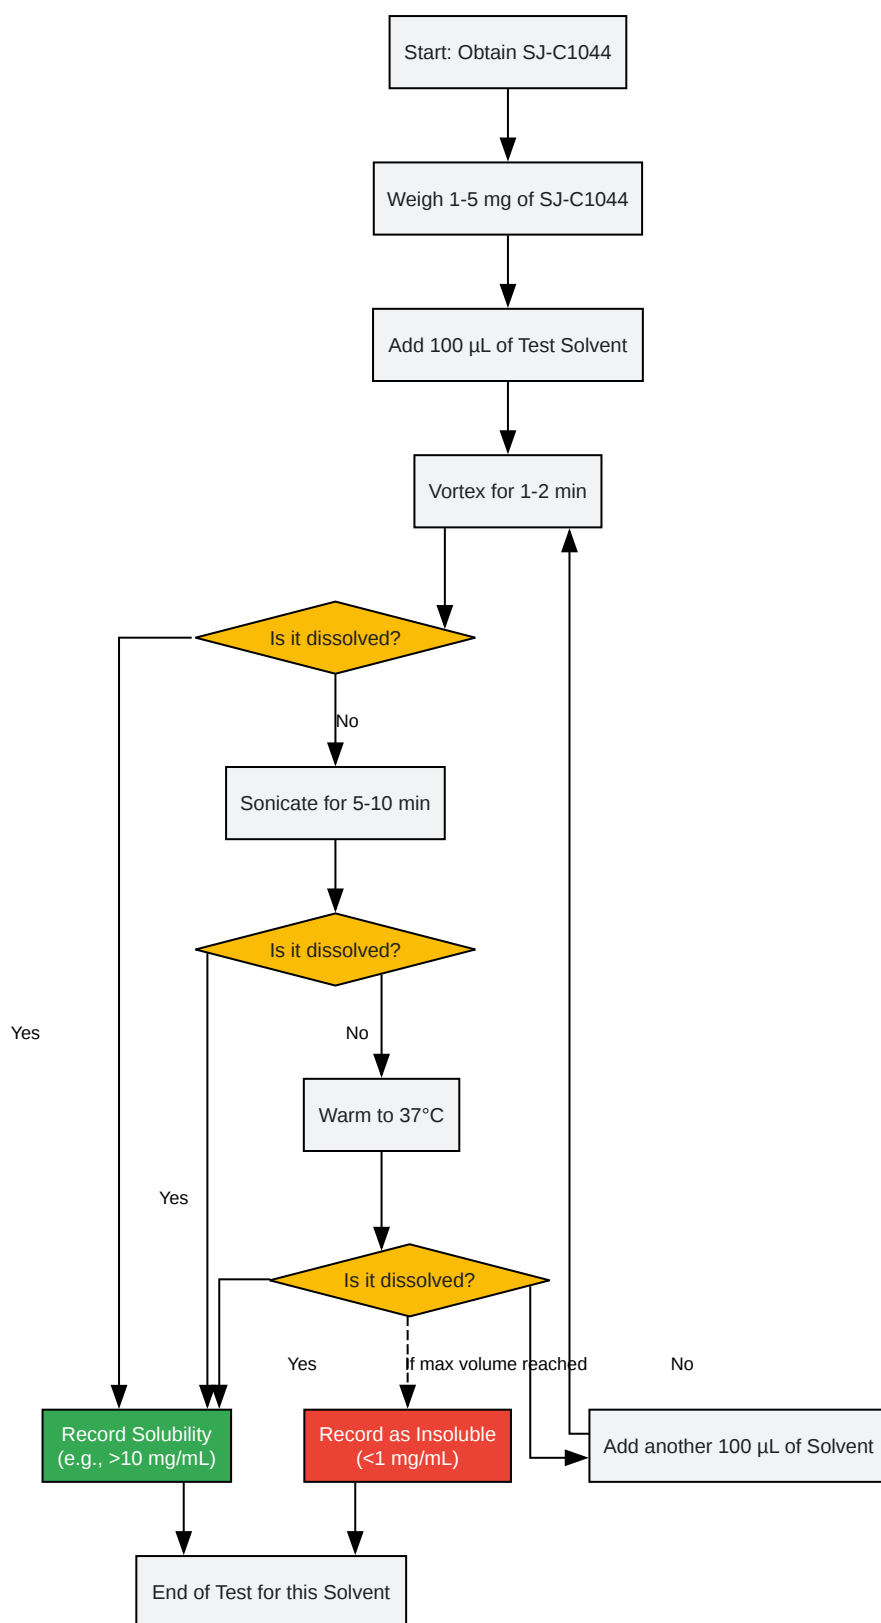 Start: Obtain SJ-C1044
Weigh 1-5 mg of SJ-C1044
Add 100 µL of Test Solvent
Vortex for 1-2 min
Is it dissolved?
No
Sonicate for 5-10 min
Is it dissolved?
Yes
No
Warm to 37°C
Yes
Is it dissolved?
Yes
If max volume reached
No
Record Solubility
(e.g., >10 mg/mL)
Record as Insoluble
(<1 mg/mL)
Add another 100 µL of Solvent
End of Test for this Solvent